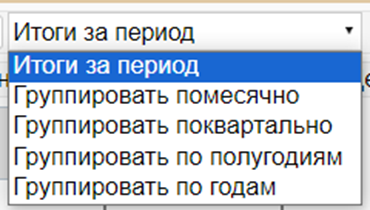 Итоги за период
Итоги за период
Группировать помесячно
Группировать поквартально
Группировать по полугодиям
Группировать по годам